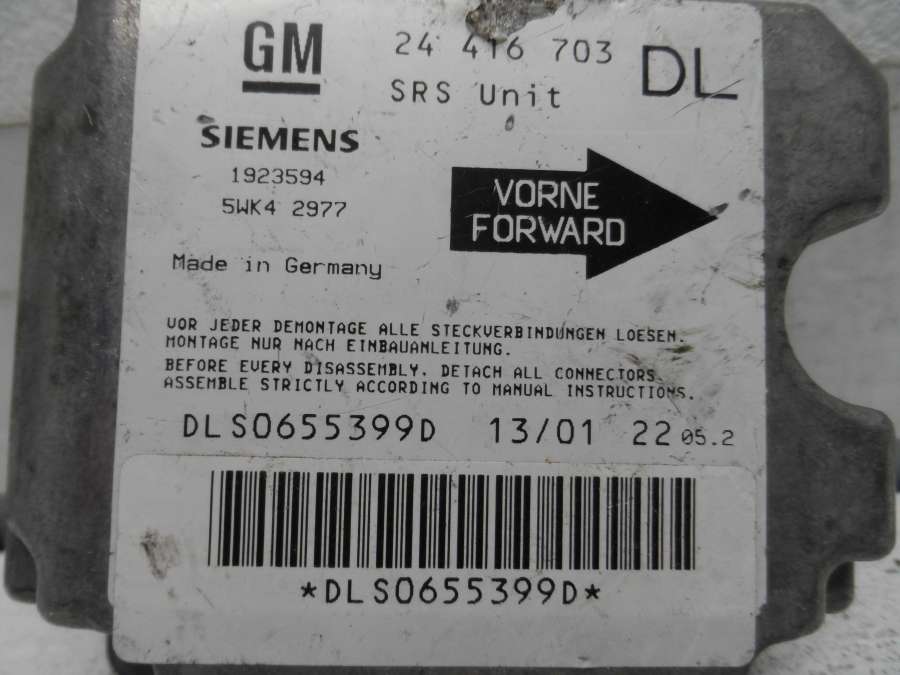 GM
24 416 703
DL
SRS Unit
SIEMENS
1923594
5WK4 2977
VORNE
FORWARD
Made in Germany
VOR JEDER DEMONTAGE ALLE STECKVERBINDUNGEN LOESEN.
MONTAGE NUR NACH EINBAUANLEITUNG.
BEFORE EVERY DISASSEMBLY. DETACH ALL CONNECTORS.
ASSEMBLE STRICTLY ACCORDING TO MANUAL INSTRUCTIONS.
DLS0655399D 13/01 22 05.2
*DLS0655399D*